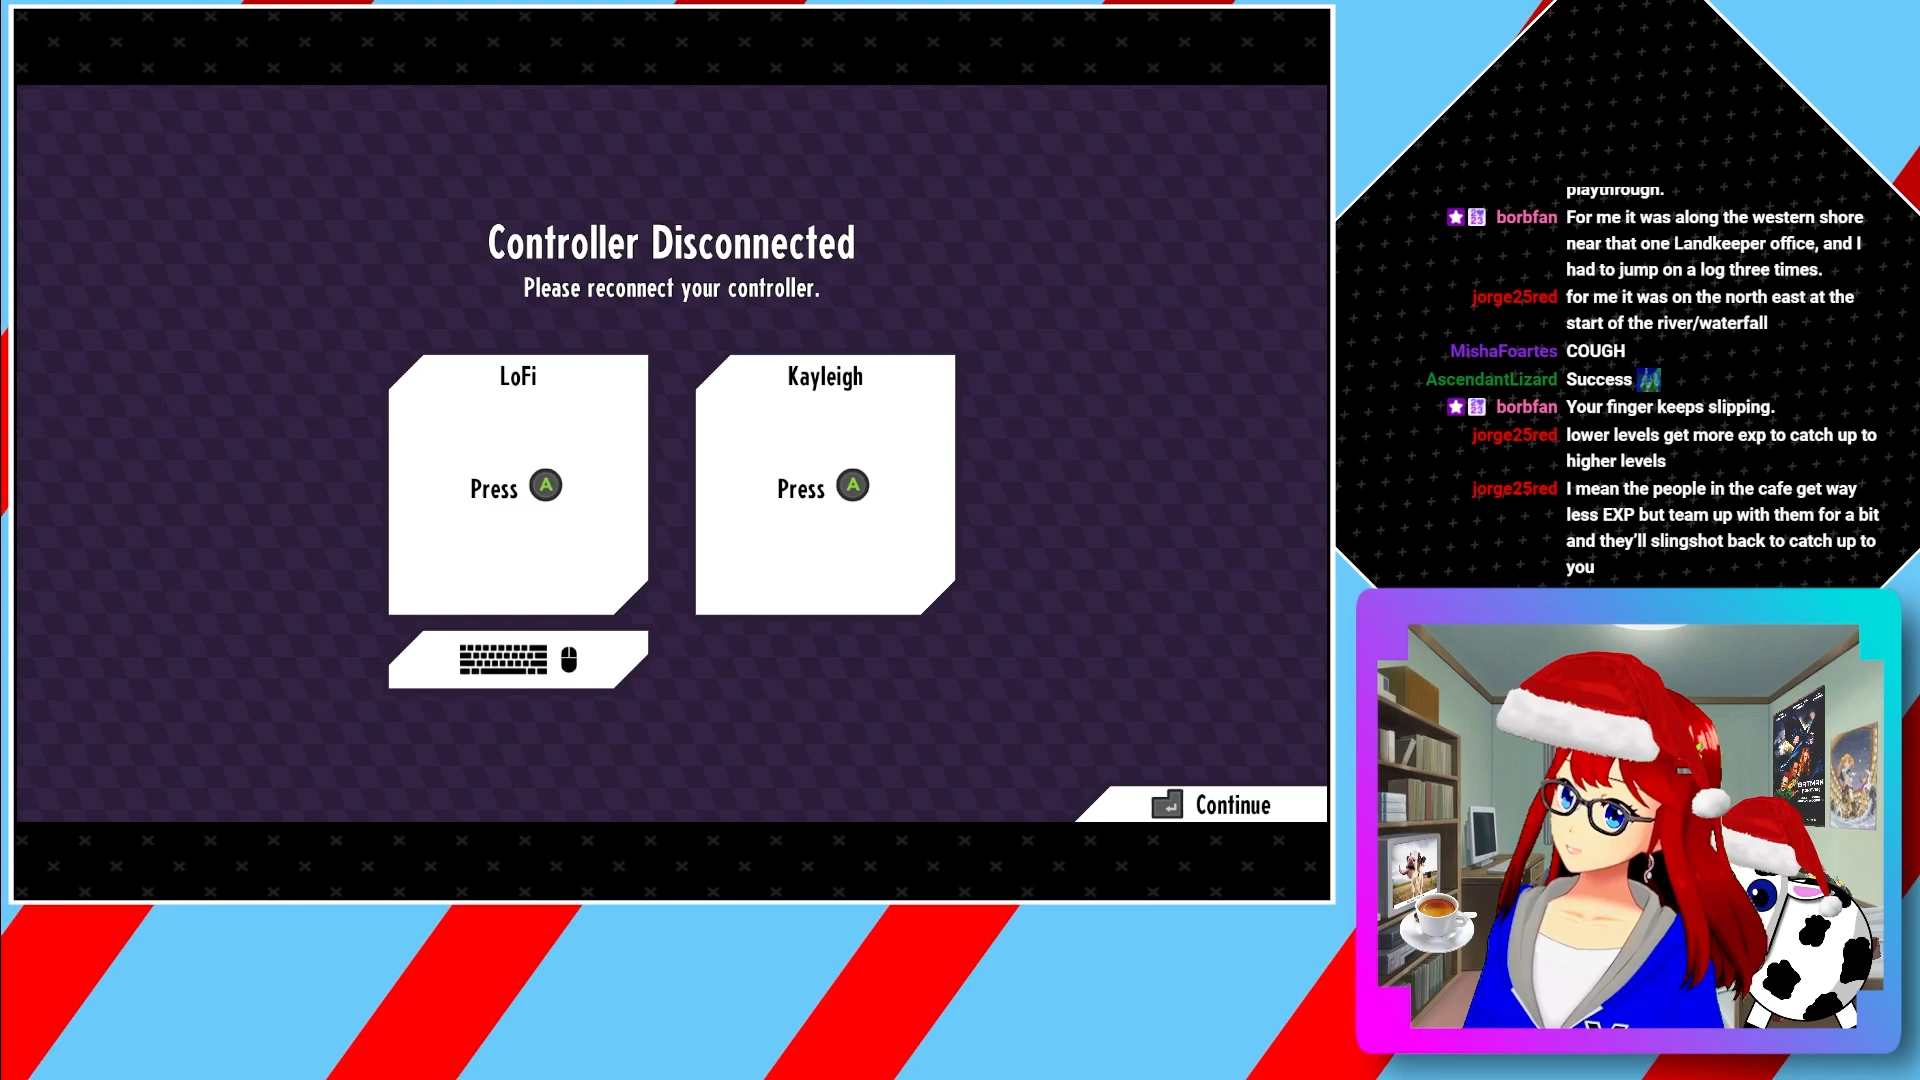 Controller Disconnected
Please reconnect your controller.
LoFi
Press A
Kayleigh
Press A
Continue
playthrough.
borbfan For me it was along the western shore
near that one Landkeeper office, and I
had to jump on a log three times.
jorge25red for me it was on the north east at the
start of the river/waterfall
MishaFoartes COUGH
AscendantLizard Success
borbfan Your finger keeps slipping.
jorge25red lower levels get more exp to catch up to
higher levels
jorge25red I mean the people in the cafe get way
less EXP but team up with them for a bit
and they'll slingshot back to catch up to
you
BATMAN